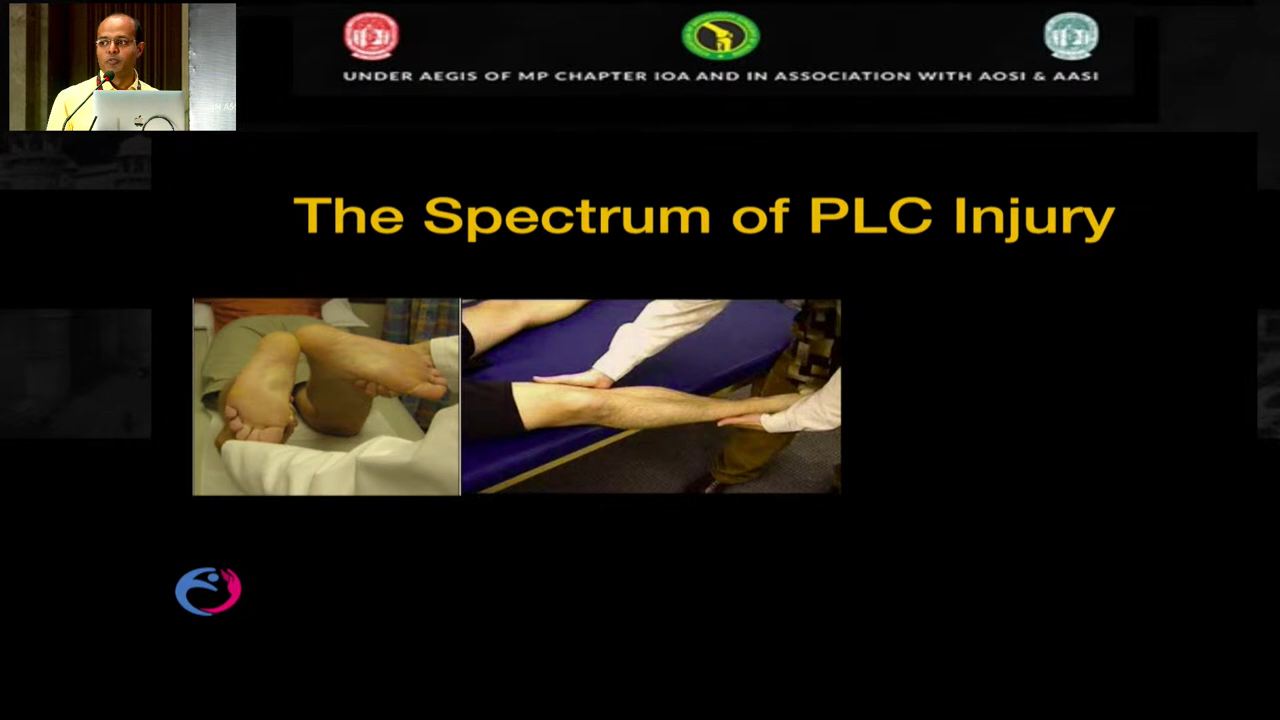 UNDER AEGIS OF MP CHAPTER IOA AND IN ASSOCIATION WITH AOSI & AASI
The Spectrum of PLC Injury